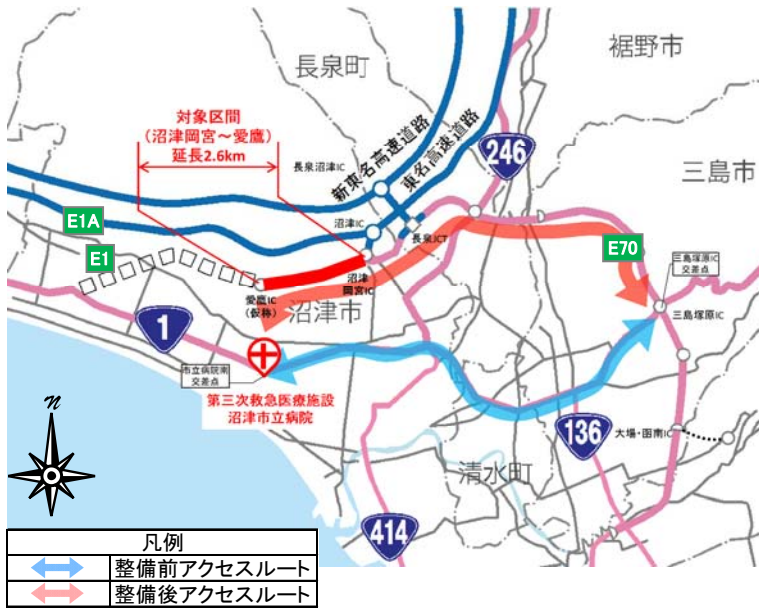 裾野市
長泉町
対象区間
（沼津岡宮～愛鷹）
延長2.6km
新東名高速道路
東名高速道路
長泉沼津IC
246
三島市
E1A
沼津IC
長泉JCT
E70
E1
三島塚原IC
交差点
沼津
岡宮IC
愛鷹IC
(仮称)
沼津市
三島塚原IC
1
市立病院南
交差点
第三次救急医療施設
沼津市立病院
136
大場・函南IC
清水町
n
414
凡例
整備前アクセスルート
整備後アクセスルート